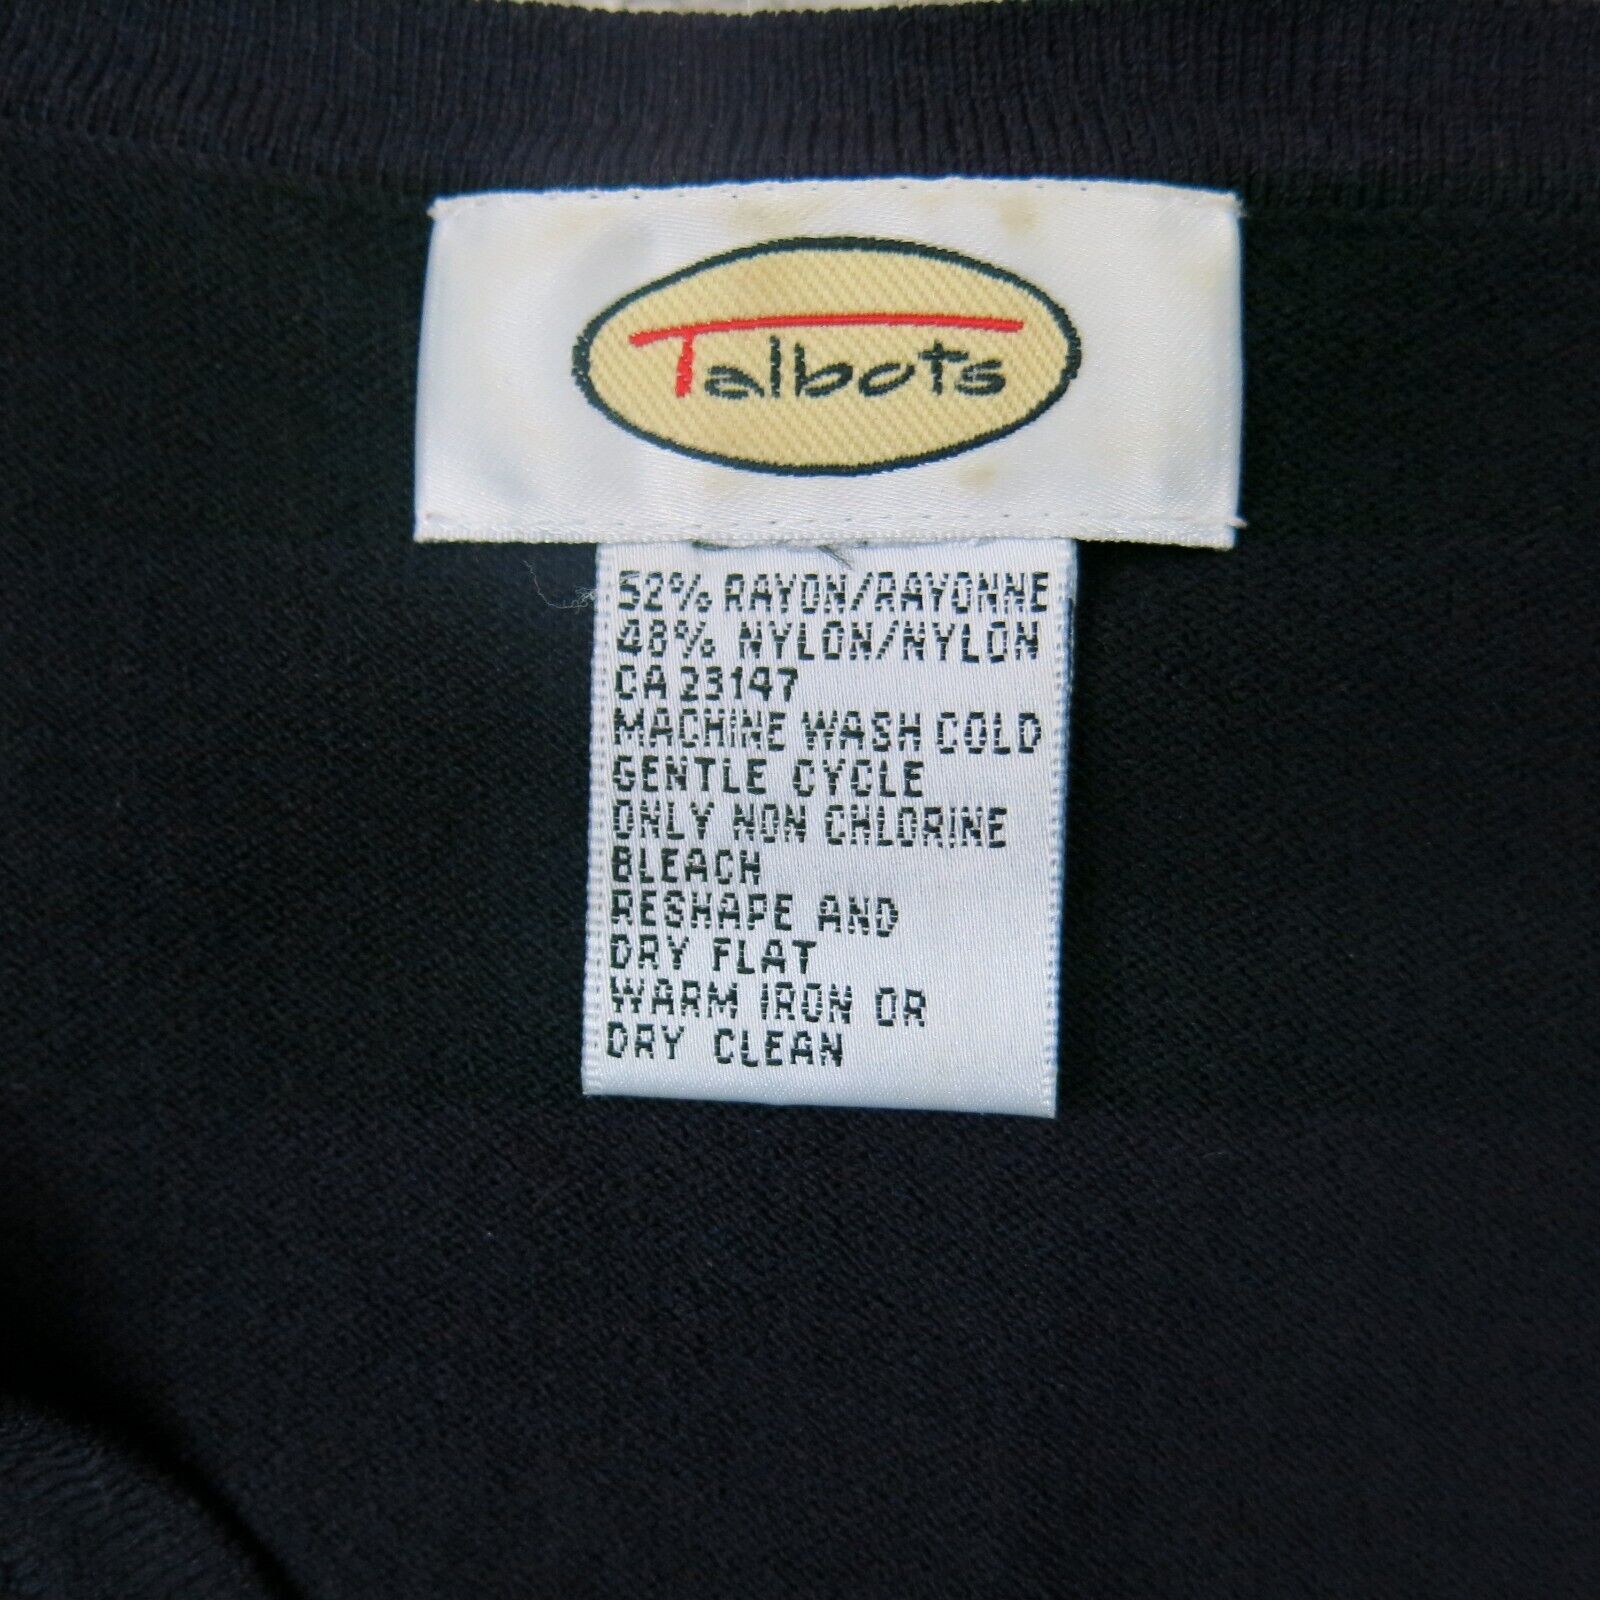 Talbots
52% RAYON/RAYONNE
48% NYLON/NYLON
CA 23147
MACHINE WASH COLD
GENTLE CYCLE
ONLY NON CHLORINE
BLEACH
RESHAPE AND
DRY FLAT
WARM IRON OR
DRY CLEAN